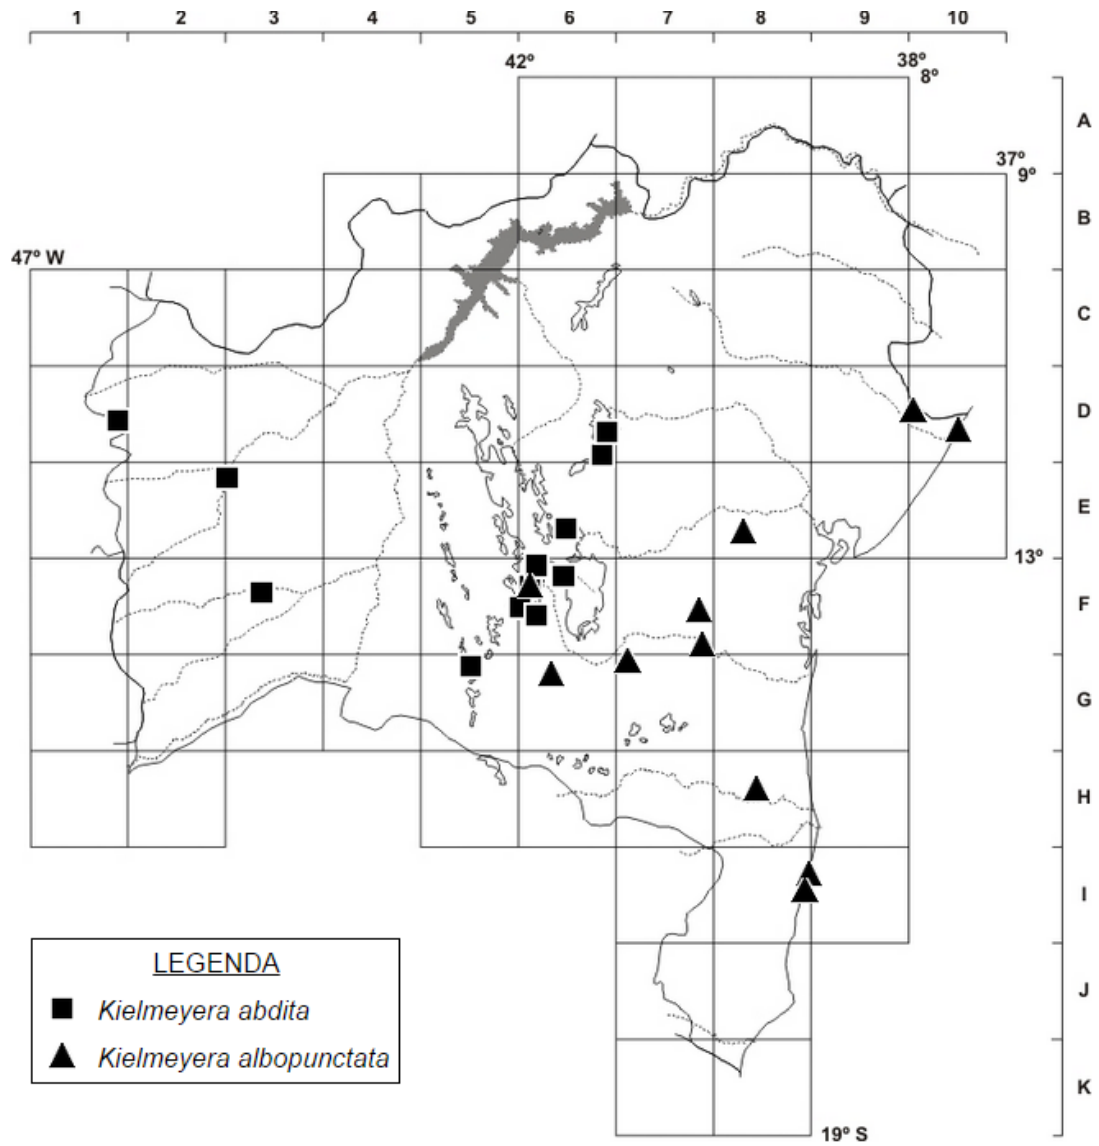 1 2 3 4 5 6 7 8 9 10
42º 38º
8º
A
37º
9º
B
47º W
C
D
E
13º
F
G
H
I
LEGENDA
J
Kielmeyera abdita
Kielmeyera albopunctata
K
19º S